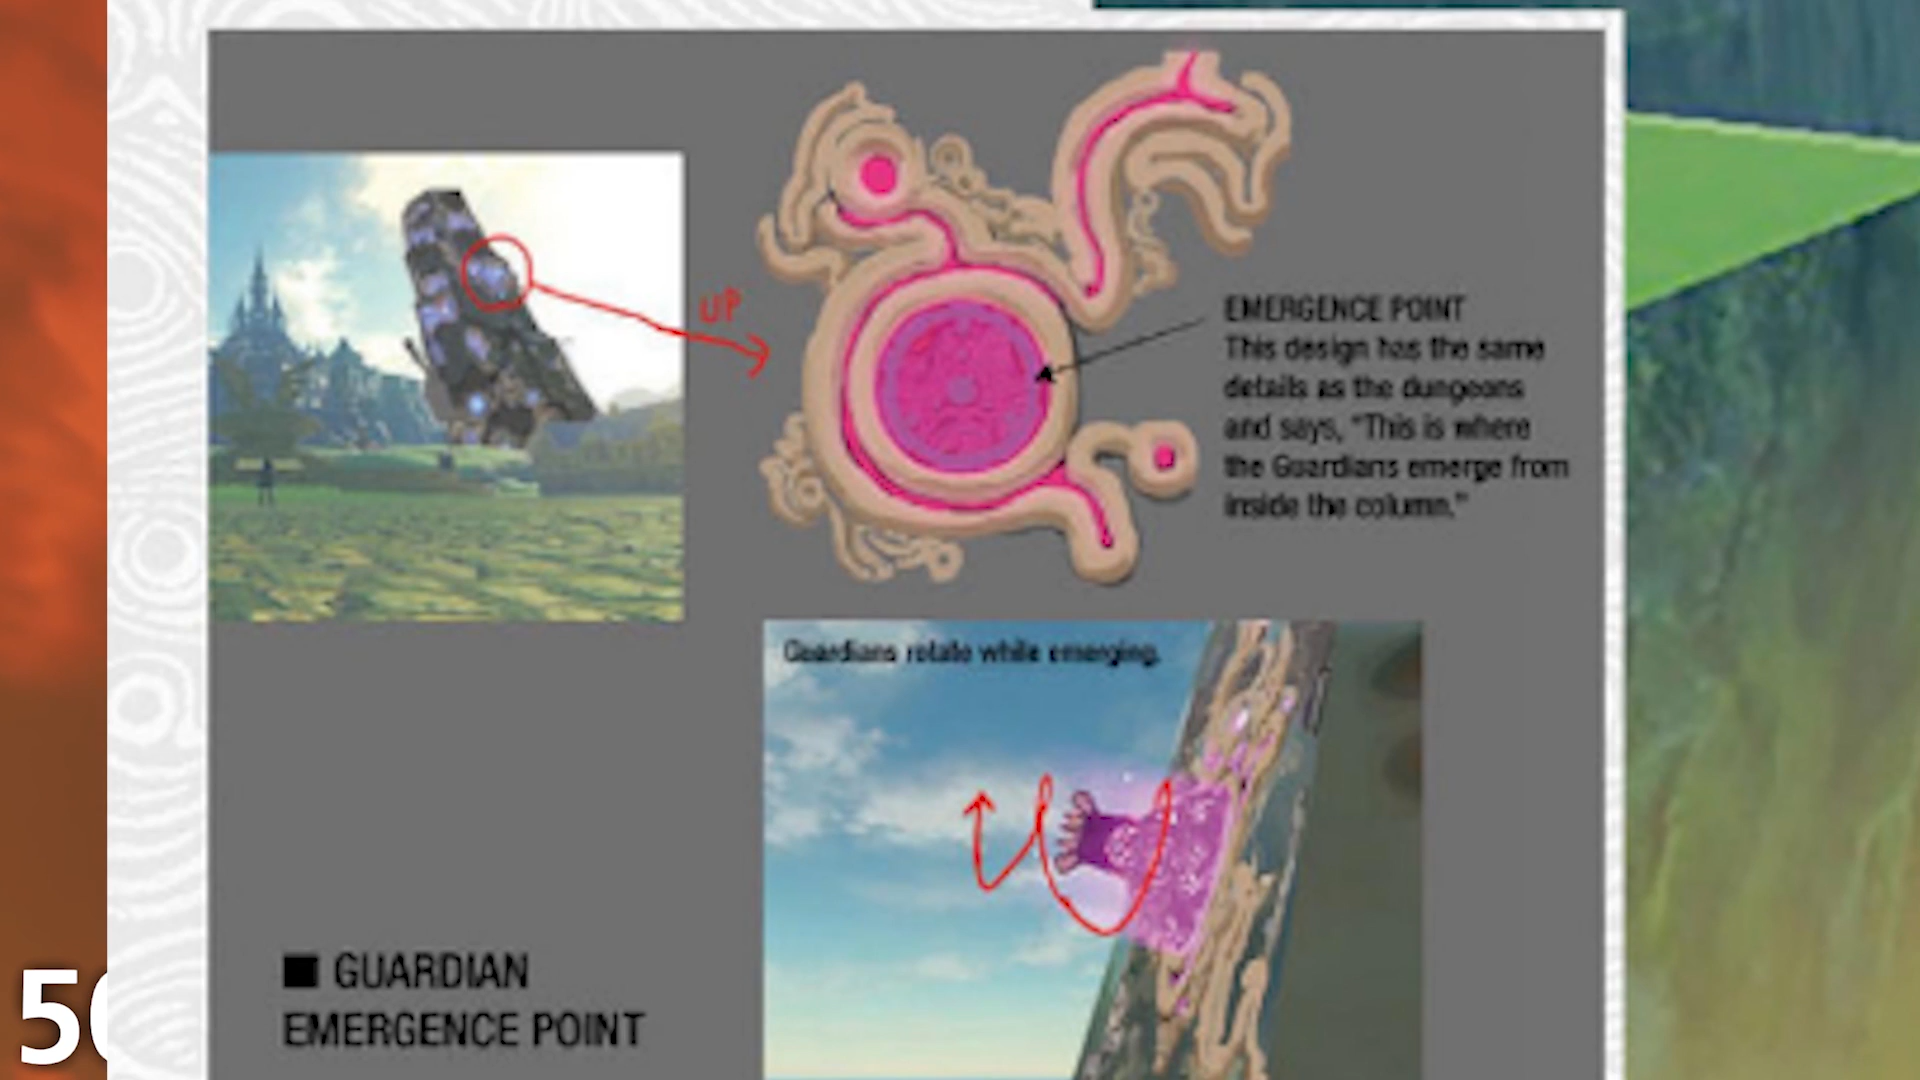 UP
EMERGENCE POINT
This design has the same
details as the dungeons
and says, "This is where
the Guardians emerge from
inside the column."
Guardians rotate while emerging.
■ GUARDIAN
EMERGENCE POINT